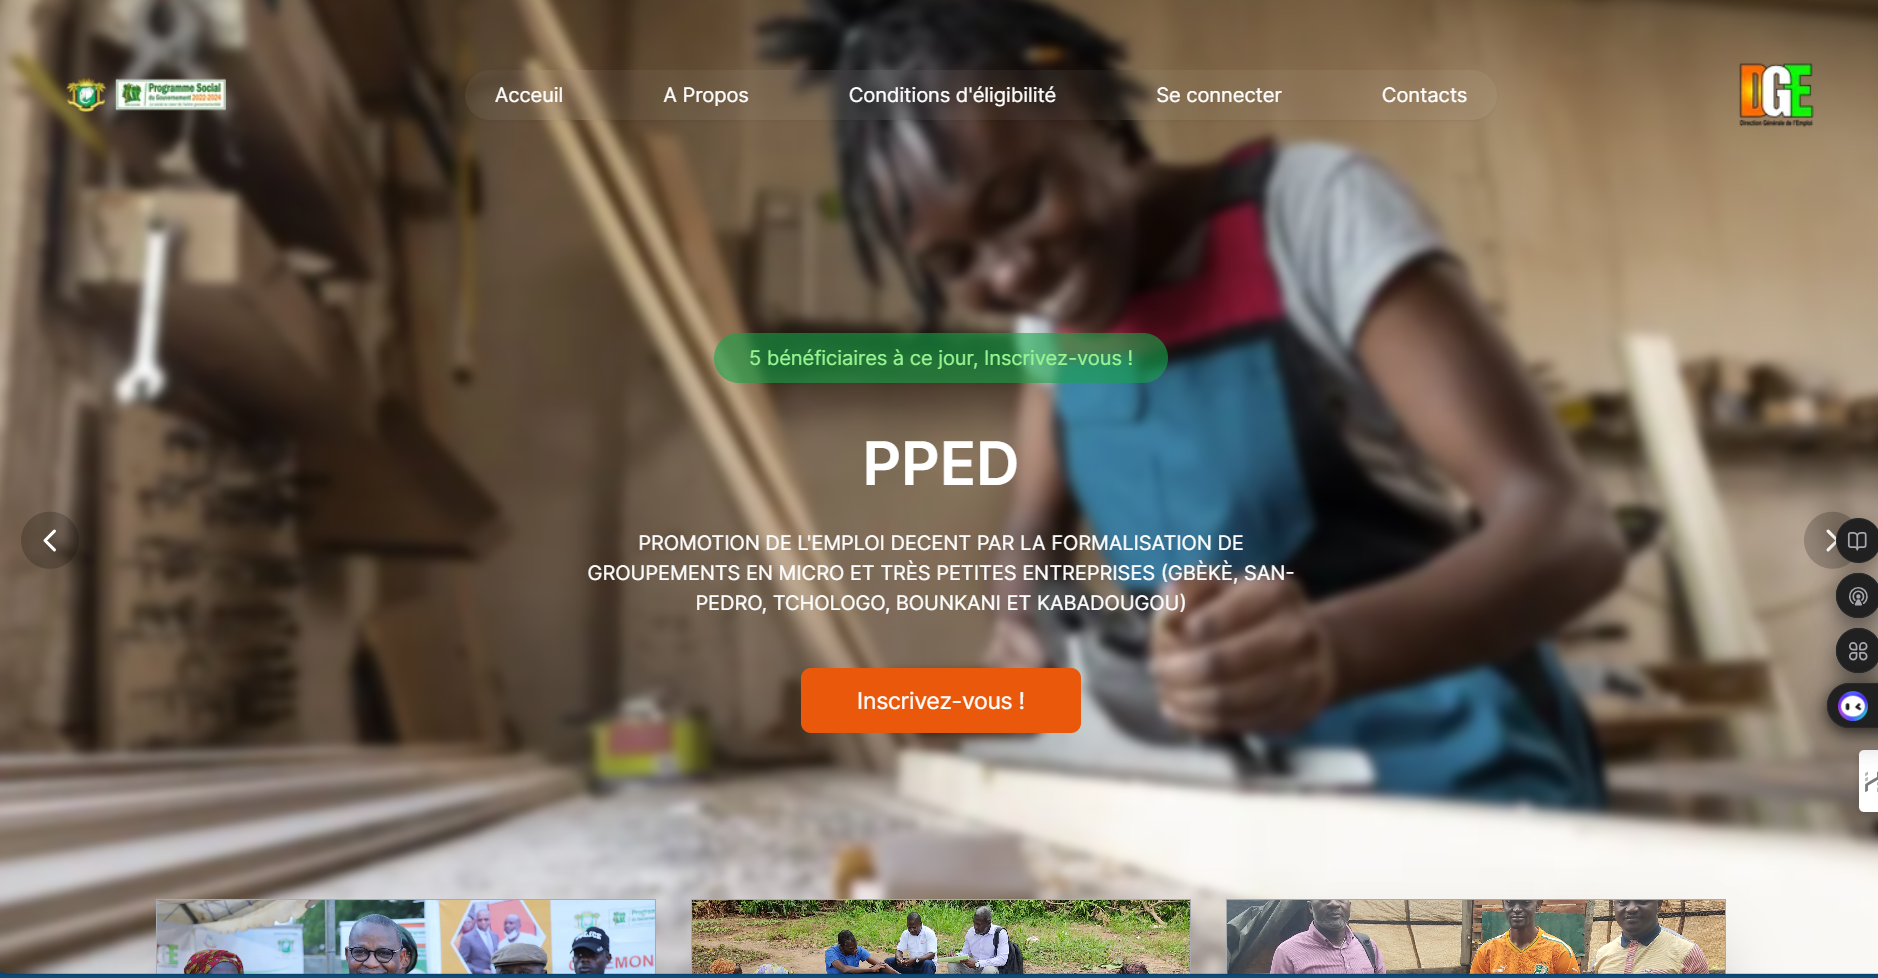 Programme Social
du Gouvernement 2022-2024
Acceuil
A Propos
Conditions d'éligibilité
Se connecter
Contacts
DGE
Direction Générale de l'Emploi
5 bénéficiaires à ce jour, Inscrivez-vous !
PPED
PROMOTION DE L'EMPLOI DECENT PAR LA FORMALISATION DE
GROUPEMENTS EN MICRO ET TRÈS PETITES ENTREPRISES (GBÈKÈ, SAN-
PEDRO, TCHOLOGO, BOUNKANI ET KABADOUGOU)
Inscrivez-vous !